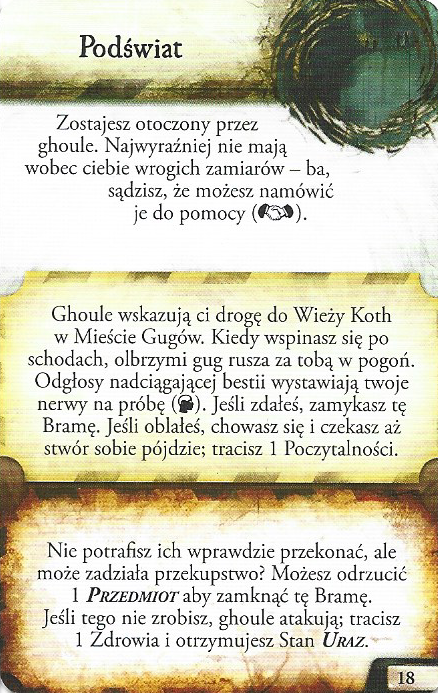 Podświat
Zostajesz otoczony przez
ghoule. Najwyraźniej nie mają
wobec ciebie wrogich zamiarów – ba,
sądzisz, że możesz namówić
je do pomocy ( ).
Ghoule wskazują ci drogę do Wieży Koth
w Mieście Gugów. Kiedy wspinasz się po
schodach, olbrzymi gug rusza za tobą w pogoń.
Odgłosy nadciągającej bestii wystawiają twoje
nerwy na próbę ( ). Jeśli zdałeś, zamykasz tę
Bramę. Jeśli oblałeś, chowasz się i czekasz aż
stwór sobie pójdzie; tracisz 1 Poczytalności.
Nie potrafisz ich wprawdzie przekonać, ale
może zadziała przekupstwo? Możesz odrzucić
1 PRZEDMIOT aby zamknąć tę Bramę.
Jeśli tego nie zrobisz, ghoule atakują; tracisz
1 Zdrowia i otrzymujesz Stan URAZ.
18